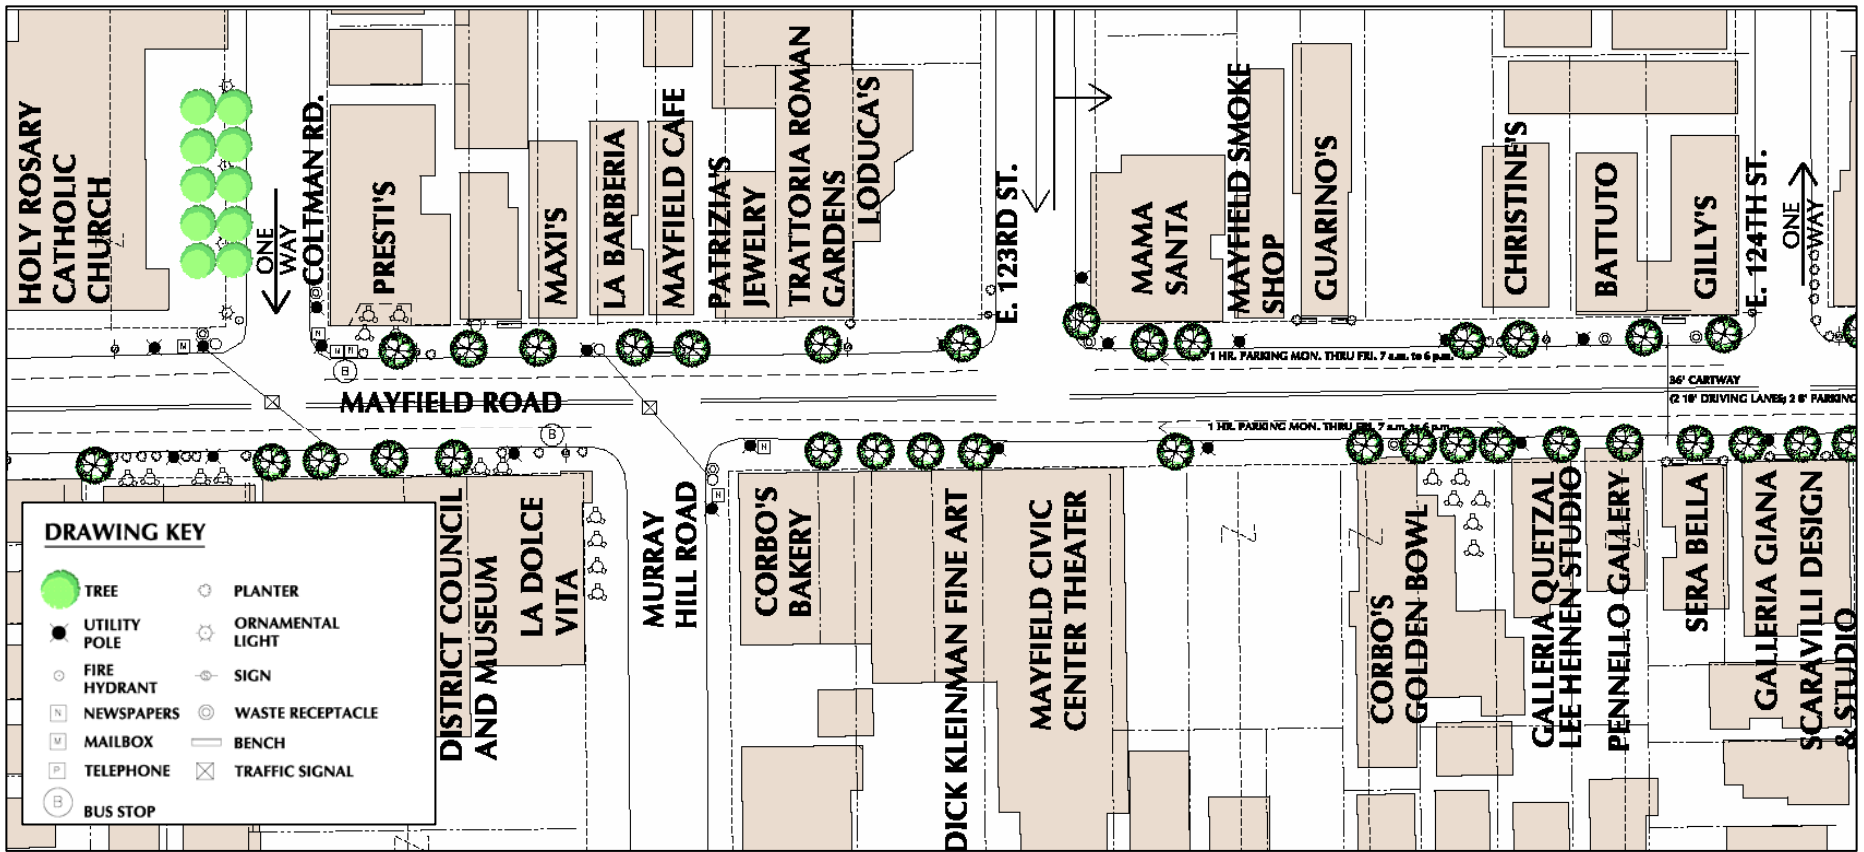 HOLY ROSARY
CATHOLIC
CHURCH
ONE
WAY
COLTMAN RD.
PRESTI'S
MAXI'S
LA BARBERIA
MAYFIELD CAFE
PATRIZIA'S
JEWELRY
TRATTORIA ROMAN
GARDENS
LODUCA'S
E. 123RD ST.
MAMA
SANTA
MAYFIELD SMOKE
SHOP
GUARINO'S
CHRISTINE'S
BATTUTO
GILLY'S
E. 124TH ST.
ONE
WAY
N
M
N
N N
B
1 HR. PARKING MON. THRU FRI. 7 a.m. to 6 p.m.
36' CARTWAY
(2 10' DRIVING LANES; 2 8' PARKING
MAYFIELD ROAD
B
N
N
1 HR. PARKING MON. THRU FRI. 7 a.m. to 6 p.m.
DISTRICT COUNCIL
AND MUSEUM
LA DOLCE
VITA
MURRAY
HILL ROAD
CORBO'S
BAKERY
DICK KLEINMAN FINE ART
MAYFIELD CIVIC
CENTER THEATER
CORBO'S
GOLDEN BOWL
GALLERIA QUETZAL
LEE HEINEN STUDIO
PENNELLO GALLERY
SERA BELLA
GALLERIA GIANA
SCARAVILLI DESIGN
& STUDIO
DRAWING KEY
TREE
PLANTER
UTILITY
POLE
ORNAMENTAL
LIGHT
FIRE
HYDRANT
S SIGN
N NEWSPAPERS
WASTE RECEPTACLE
M MAILBOX
BENCH
P TELEPHONE
TRAFFIC SIGNAL
B BUS STOP